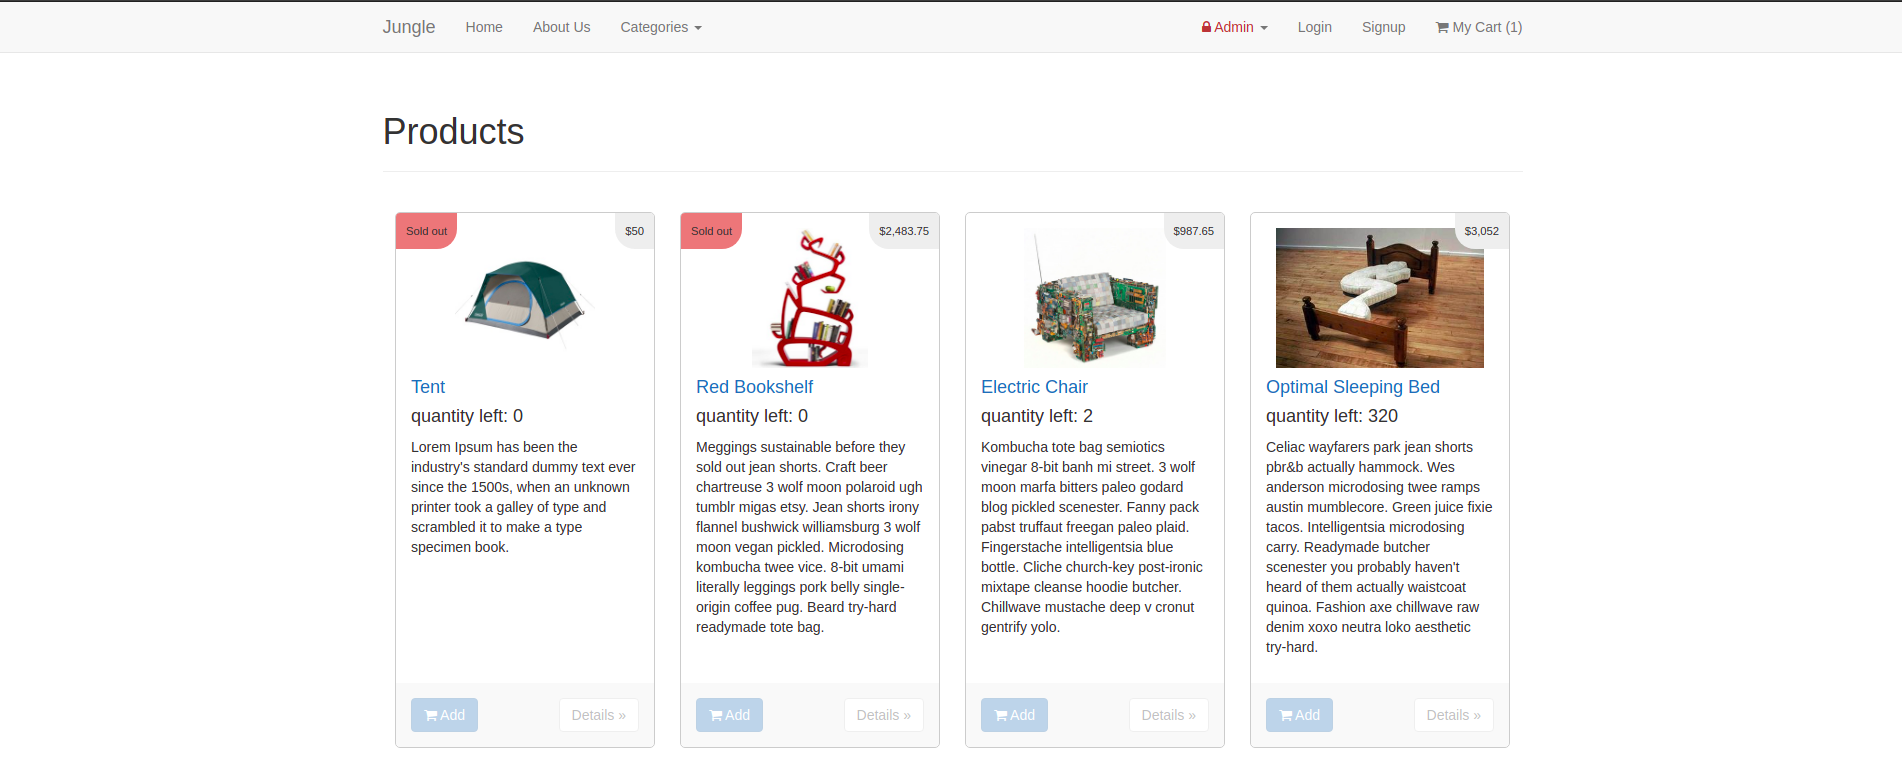 Jungle Home About Us Categories Admin Login Signup My Cart (1)
Products
Sold out $50
Tent
quantity left: 0
Lorem Ipsum has been the
industry's standard dummy text ever
since the 1500s, when an unknown
printer took a galley of type and
scrambled it to make a type
specimen book.
Add Details »
Sold out $2,483.75
Red Bookshelf
quantity left: 0
Meggings sustainable before they
sold out jean shorts. Craft beer
chartreuse 3 wolf moon polaroid ugh
tumblr migas etsy. Jean shorts irony
flannel bushwick williamsburg 3 wolf
moon vegan pickled. Microdosing
kombucha twee vice. 8-bit umami
literally leggings pork belly single-
origin coffee pug. Beard try-hard
readymade tote bag.
Add Details »
$987.65
Electric Chair
quantity left: 2
Kombucha tote bag semiotics
vinegar 8-bit banh mi street. 3 wolf
moon marfa bitters paleo godard
blog pickled scenester. Fanny pack
pabst truffaut freegan paleo plaid.
Fingerstache intelligentsia blue
bottle. Cliche church-key post-ironic
mixtape cleanse hoodie butcher.
Chillwave mustache deep v cronut
gentrify yolo.
Add Details »
$3,052
Optimal Sleeping Bed
quantity left: 320
Celiac wayfarers park jean shorts
pbr&b actually hammock. Wes
anderson microdosing twee ramps
austin mumblecore. Green juice fixie
tacos. Intelligentsia microdosing
carry. Readymade butcher
scenester you probably haven't
heard of them actually waistcoat
quinoa. Fashion axe chillwave raw
denim xoxo neutra loko aesthetic
try-hard.
Add Details »